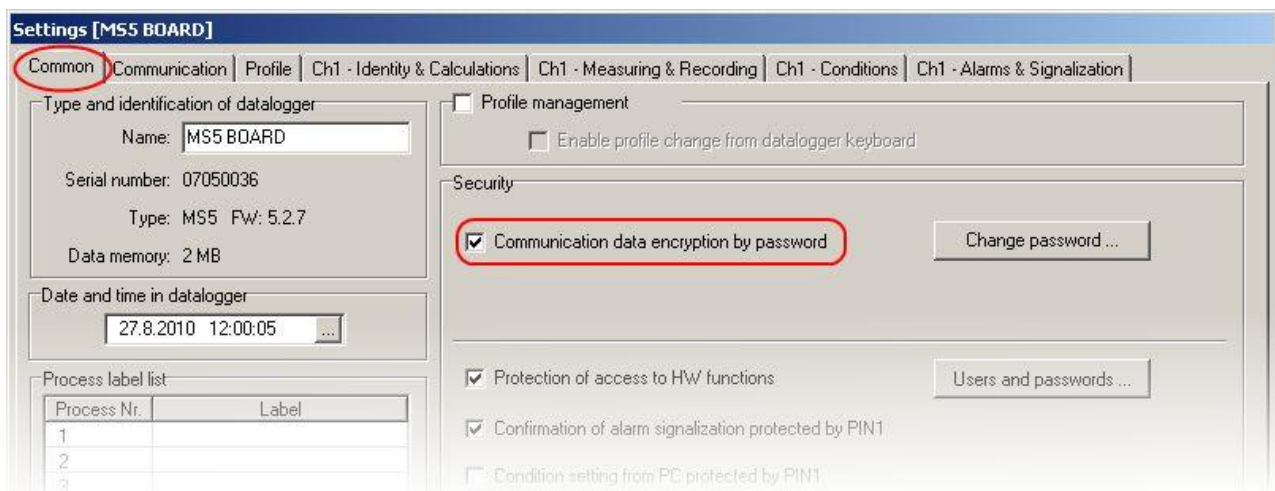 Settings [MS5 BOARD]
Common Communication Profile Ch1 - Identity & Calculations Ch1 - Measuring & Recording Ch1 - Conditions Ch1 - Alarms & Signalization
Type and identification of datalogger
Name: MS5 BOARD
Serial number: 07050036
Type: MS5 FW: 5.2.7
Data memory: 2 MB
Date and time in datalogger
27.8.2010 12:00:05 ...
Process label list
Process Nr. Label
1
2
3
Profile management
Enable profile change from datalogger keyboard
Security
Communication data encryption by password Change password ...
Protection of access to HW functions Users and passwords ...
Confirmation of alarm signalization protected by PIN1
Condition setting from PC protected by PIN1